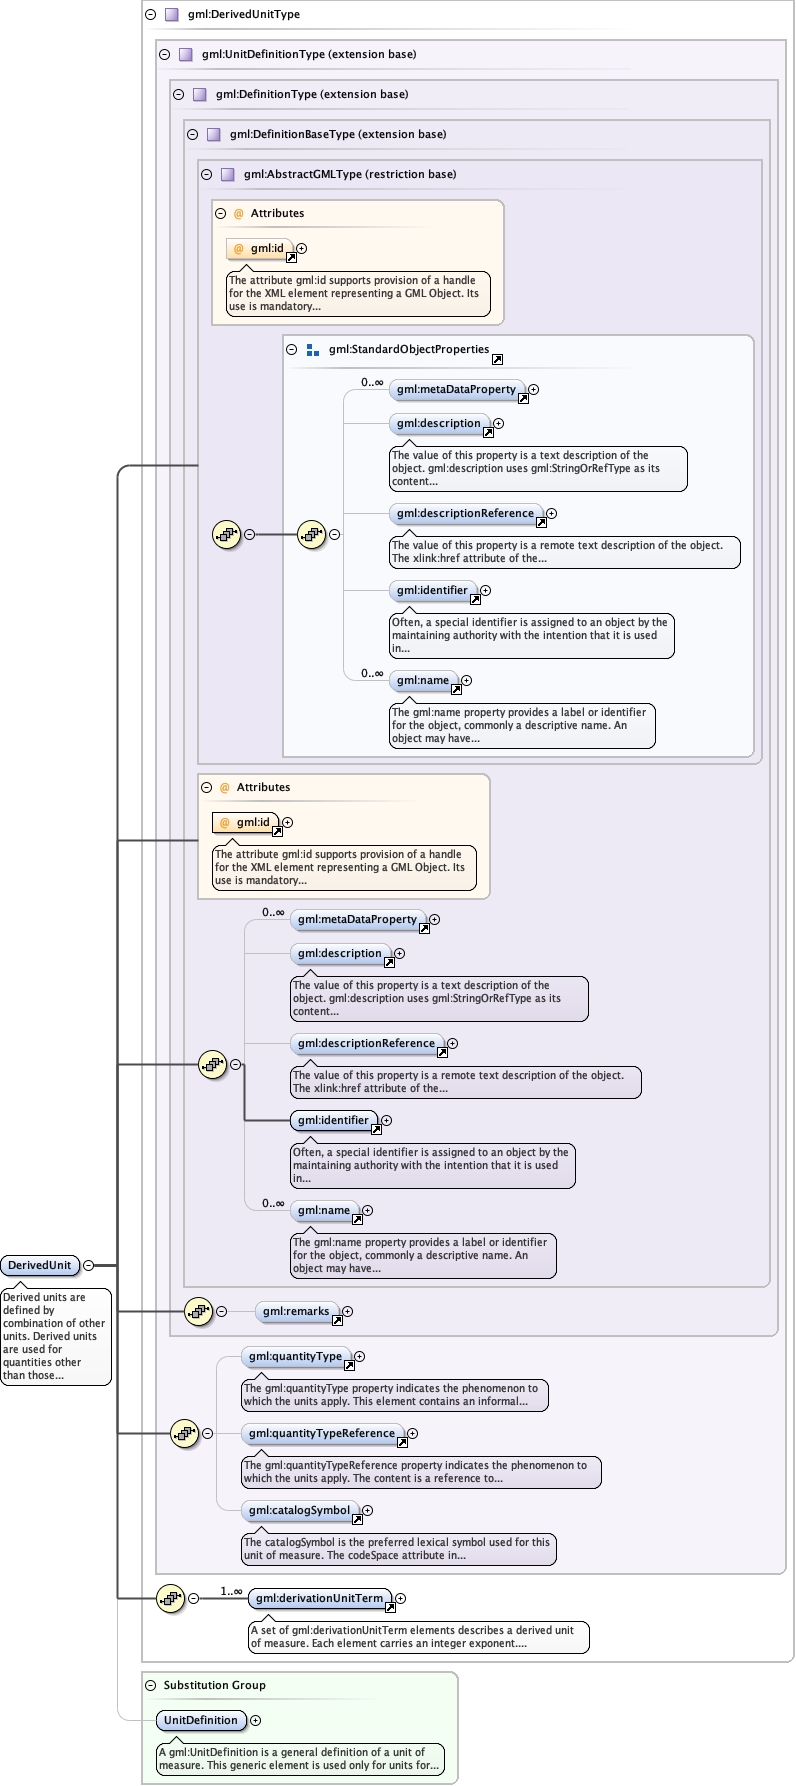 gml:DerivedUnitType
gml:UnitDefinitionType (extension base)
gml:DefinitionType (extension base)
gml:DefinitionBaseType (extension base)
gml:AbstractGMLType (restriction base)
@ Attributes
@ gml:id
The attribute gml:id supports provision of a handle
for the XML element representing a GML Object. Its
use is mandatory...
gml:StandardObjectProperties
0..∞
gml:metaDataProperty
gml:description
The value of this property is a text description of the
object. gml:description uses gml:StringOrRefType as its
content...
gml:descriptionReference
The value of this property is a remote text description of the object.
The xlink:href attribute of the...
gml:identifier
Often, a special identifier is assigned to an object by the
maintaining authority with the intention that it is used
in...
0..∞
gml:name
The gml:name property provides a label or identifier
for the object, commonly a descriptive name. An
object may have...
@ Attributes
@ gml:id
The attribute gml:id supports provision of a handle
for the XML element representing a GML Object. Its
use is mandatory...
0..∞
gml:metaDataProperty
gml:description
The value of this property is a text description of the
object. gml:description uses gml:StringOrRefType as its
content...
gml:descriptionReference
The value of this property is a remote text description of the object.
The xlink:href attribute of the...
gml:identifier
Often, a special identifier is assigned to an object by the
maintaining authority with the intention that it is used
in...
0..∞
gml:name
The gml:name property provides a label or identifier
for the object, commonly a descriptive name. An
object may have...
DerivedUnit
Derived units are
defined by
combination of other
units. Derived units
are used for
quantities other
than those...
gml:remarks
gml:quantityType
The gml:quantityType property indicates the phenomenon to
which the units apply. This element contains an informal...
gml:quantityTypeReference
The gml:quantityTypeReference property indicates the phenomenon to
which the units apply. The content is a reference to...
gml:catalogSymbol
The catalogSymbol is the preferred lexical symbol used for this
unit of measure. The codeSpace attribute in...
1..∞
gml:derivationUnitTerm
A set of gml:derivationUnitTerm elements describes a derived unit
of measure. Each element carries an integer exponent....
Substitution Group
UnitDefinition
A gml:UnitDefinition is a general definition of a unit of
measure. This generic element is used only for units for...